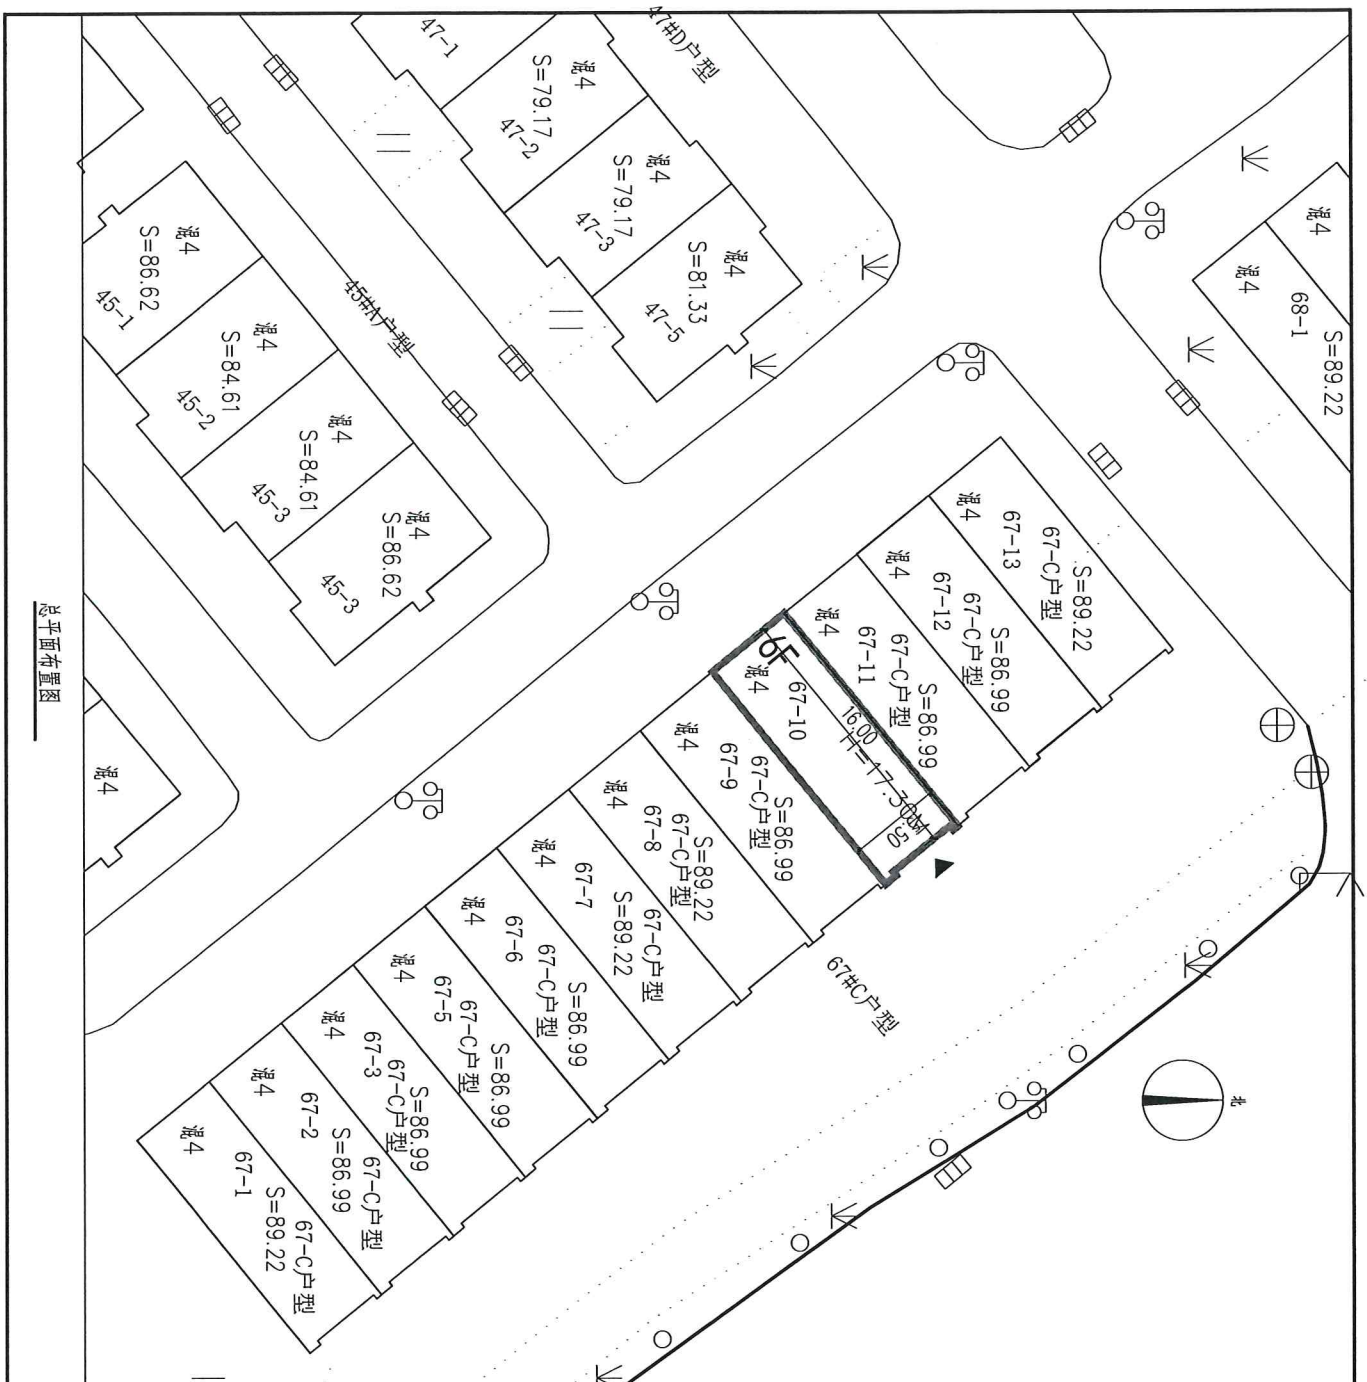 47-1
混4
S=79.17
47-2
47#D户型
混4
S=79.17
47-3
混4
S=81.33
47-5
混4
混4
68-1
S=89.22
混4
S=86.62
45-1
45#A户型
混4
S=84.61
45-2
混4
S=84.61
45-3
混4
S=86.62
45-3
混4
67-13
67-C户型
S=89.22
混4
67-12
67-C户型
S=86.99
混4
67-11
67-C户型
S=86.99
6F
混4
67-10
16.00
H=17.30M
混4
67-9
67-C户型
S=86.99
混4
67-8
67-C户型
S=89.22
混4
67-7
67-C户型
S=89.22
混4
67-6
67-C户型
S=86.99
混4
67-5
67-C户型
S=86.99
混4
67-3
67-C户型
S=86.99
混4
67-2
67-C户型
S=86.99
混4
67-1
67-C户型
S=89.22
67#C户型
混4
北
总平面布置图